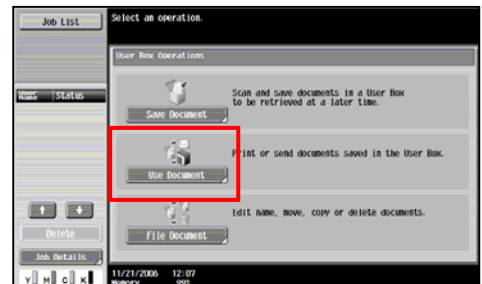 Job List
Select an operation.
User Box Operations
Status
Scan and save documents in a User Box
to be retrieved at a later time.
Save Document
Print or send documents saved in the User Box.
Use Document
Edit name, move, copy or delete documents.
File Document
Delete
Job Details
11/21/2006 12:07
Y M C K
Memory